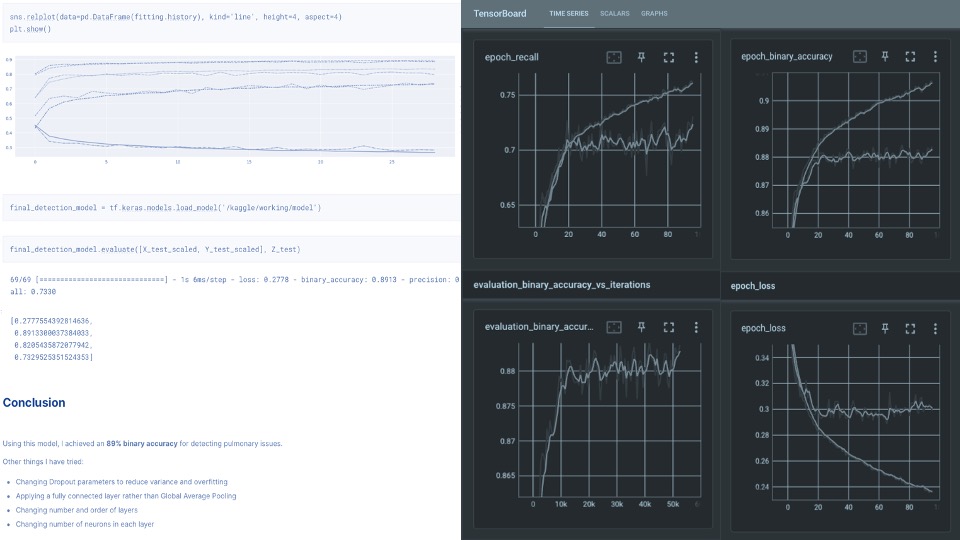 sns.relplot(data=pd.DataFrame(fitting.history), kind='line', height=4, aspect=4)
plt.show()
0.9
0.8
0.7
0.6
0.5
0.4
0.3
0
5
10
15
20
25
final_detection_model = tf.keras.models.load_model('/kaggle/working/model')
final_detection_model.evaluate([X_test_scaled, Y_test_scaled], Z_test)
69/69 [==============================] - 1s 6ms/step - loss: 0.2778 - binary_accuracy: 0.8913 - precision: 0
all: 0.7330
[0.2777554392814636,
0.8913380037384033,
0.8205435872077942,
0.7329525351524353]
Conclusion
Using this model, I achieved an 89% binary accuracy for detecting pulmonary issues.
Other things I have tried:
• Changing Dropout parameters to reduce variance and overfitting
• Applying a fully connected layer rather than Global Average Pooling
• Changing number and order of layers
• Changing number of neurons in each layer
TensorBoard
TIME SERIES
SCALARS
GRAPHS
epoch_recall
0.75
0.7
0.65
0
20
40
60
80
1
epoch_binary_accuracy
0.9
0.89
0.88
0.87
0.86
0
20
40
60
80
1
evaluation_binary_accuracy_vs_iterations
evaluation_binary_accur...
0.88
0.875
0.87
0.865
0
10k
20k
30k
40k
50k
6
epoch_loss
epoch_loss
0.34
0.32
0.3
0.28
0.26
0.24
0
20
40
60
80
1